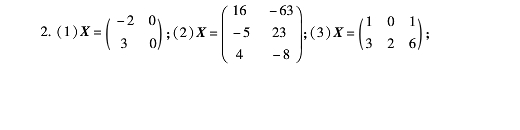 2. (1) X = ( -2 0 ; 3 0 ); (2) X = ( 16 -63 ; -5 23 ; 4 -8 ); (3) X = ( 1 0 1 ; 3 2 6 );